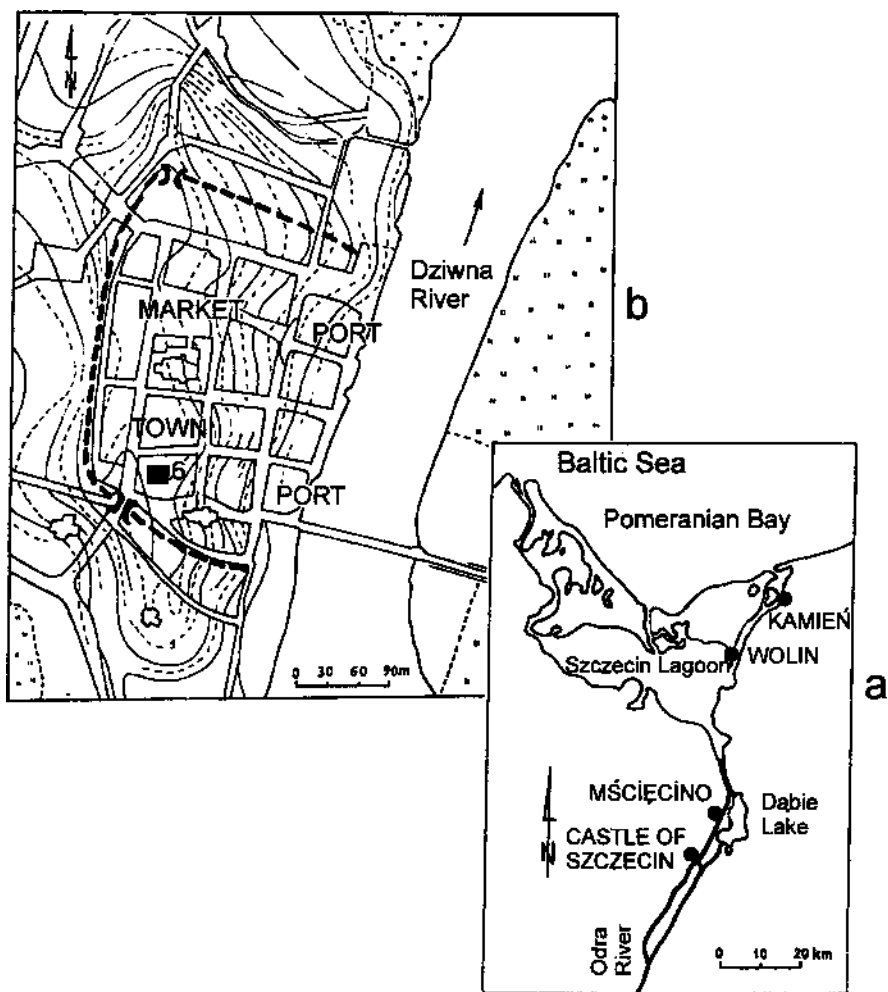 N
Dziwna
River
MARKET
PORT
TOWN
6
PORT
0 30 60 90m
b
Baltic Sea
Pomeranian Bay
KAMIEŃ
WOLIN
Szczecin Lagoon
a
MŚCIĘCINO
Dąbie
Lake
N
CASTLE OF
SZCZECIN
Odra
River
0 10 20 km